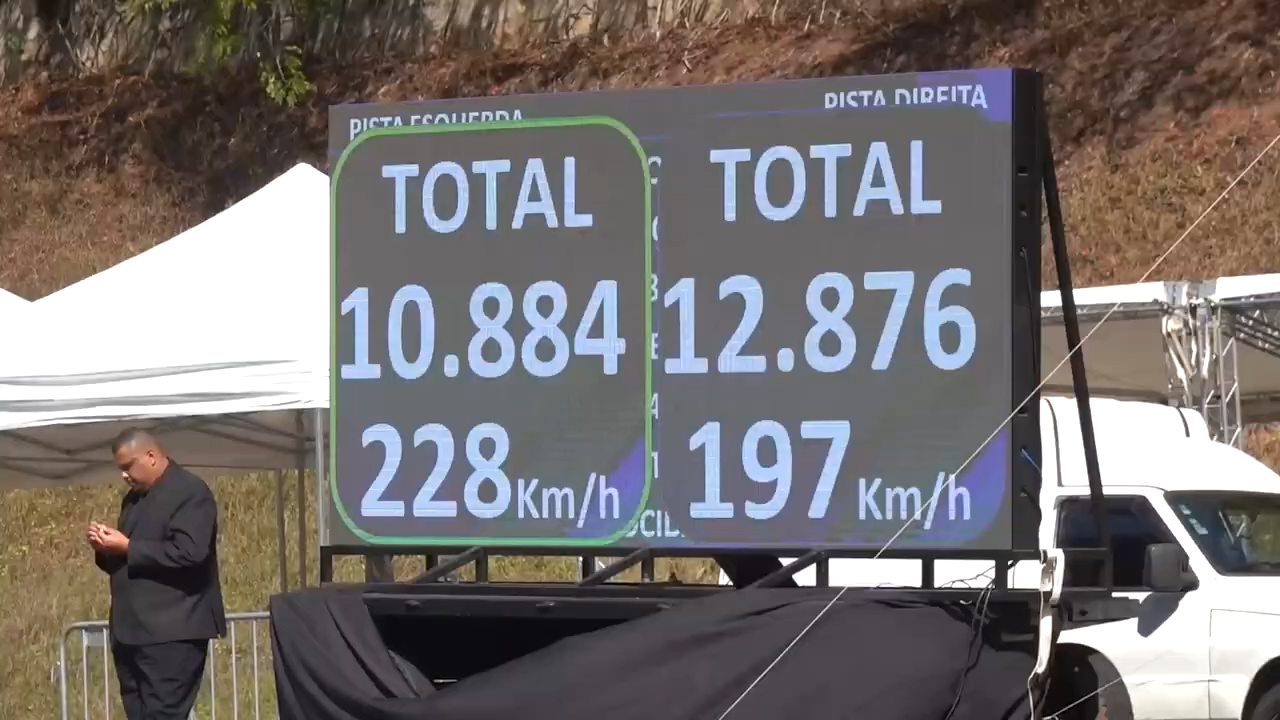 PISTA ESQUERDA
TOTAL
10.884
228 Km/h
PISTA DIREITA
TOTAL
12.876
197 Km/h